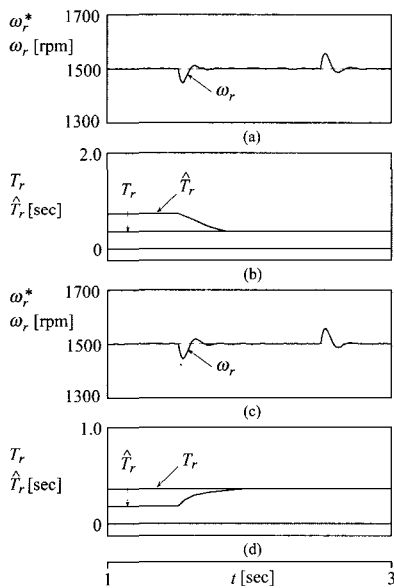 1700
ω_r^*
ω_r [rpm]
1500
ω_r
1300
(a)
2.0
T_r
T̂_r [sec]
T_r
T̂_r
0
(b)
1700
ω_r^*
ω_r [rpm]
1500
ω_r
1300
(c)
1.0
T_r
T̂_r [sec]
T̂_r
T_r
0
(d)
1
t [sec]
3